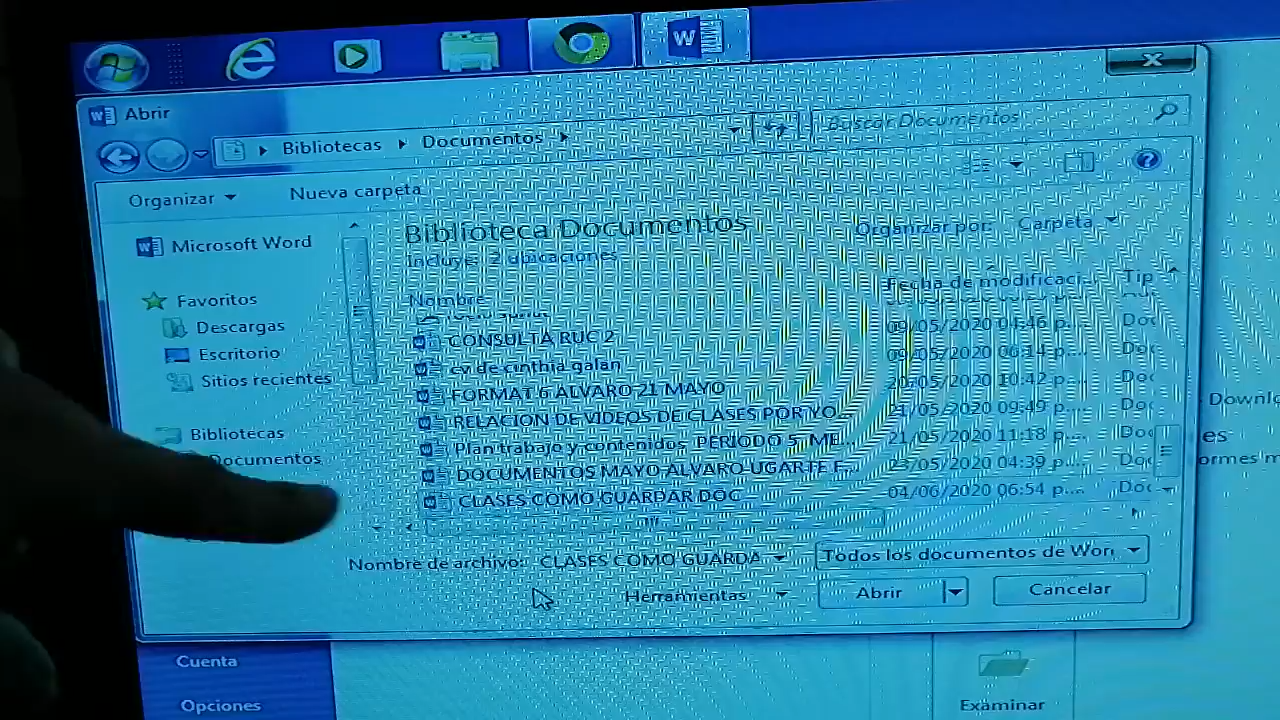 Abrir
Bibliotecas
Documentos
Buscar Documentos
Organizar
Nueva carpeta
Microsoft Word
Biblioteca Documentos
Incluye: 2 ubicaciones
Organizar por:
Carpeta
Nombre
Fecha de modificaci...
Tip
Favoritos
Descargas
Escritorio
Sitios recientes
Bibliotecas
Documentos
CONSULTA RUC 2
09/05/2020 04:46 p....
Doc
cv de cinthia galan
09/05/2020 06:14 p....
Doc
FORMAT 6 ALVARO 21 MAYO
20/05/2020 10:42 p....
Doc
RELACION DE VIDEOS DE CLASES POR YO...
21/05/2020 09:49 p....
Doc
Plan trabajo y contenidos PERIODO 5 ME...
21/05/2020 11:18 p....
Doc
DOCUMENTOS MAYO ALVARO UGARTE F...
23/05/2020 04:39 p....
Doc
CLASES COMO GUARDAR DOC
04/06/2020 06:54 p....
Doc
Nombre de archivo:
CLASES COMO GUARDA
Todos los documentos de Wor
Herramientas
Abrir
Cancelar
Cuenta
Opciones
Examinar
Downlo
es
ormes m